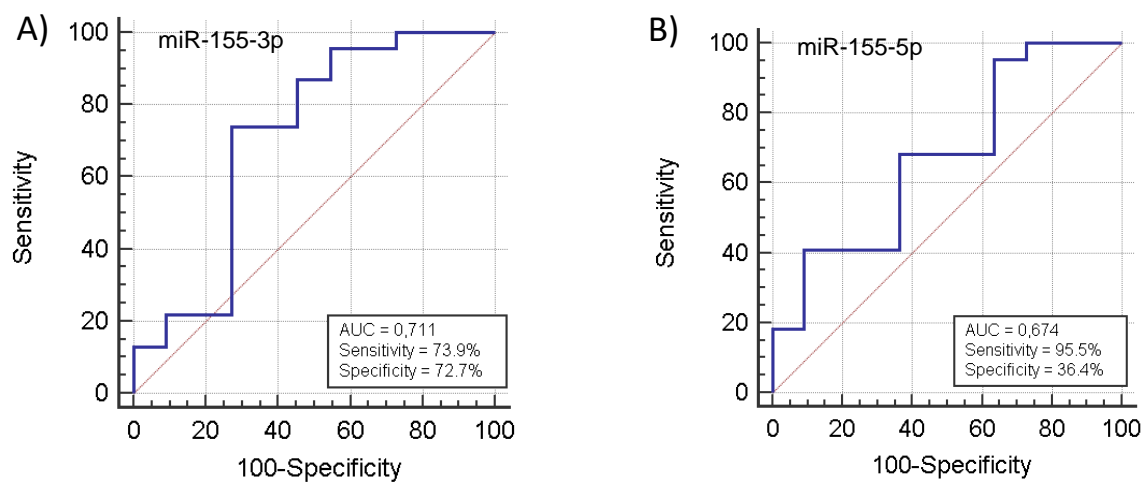 A)
miR-155-3p
100
80
60
40
20
0
Sensitivity
AUC = 0,711
Sensitivity = 73.9%
Specificity = 72.7%
0 20 40 60 80 100
100-Specificity
B)
miR-155-5p
100
80
60
40
20
0
Sensitivity
AUC = 0,674
Sensitivity = 95.5%
Specificity = 36.4%
0 20 40 60 80 100
100-Specificity